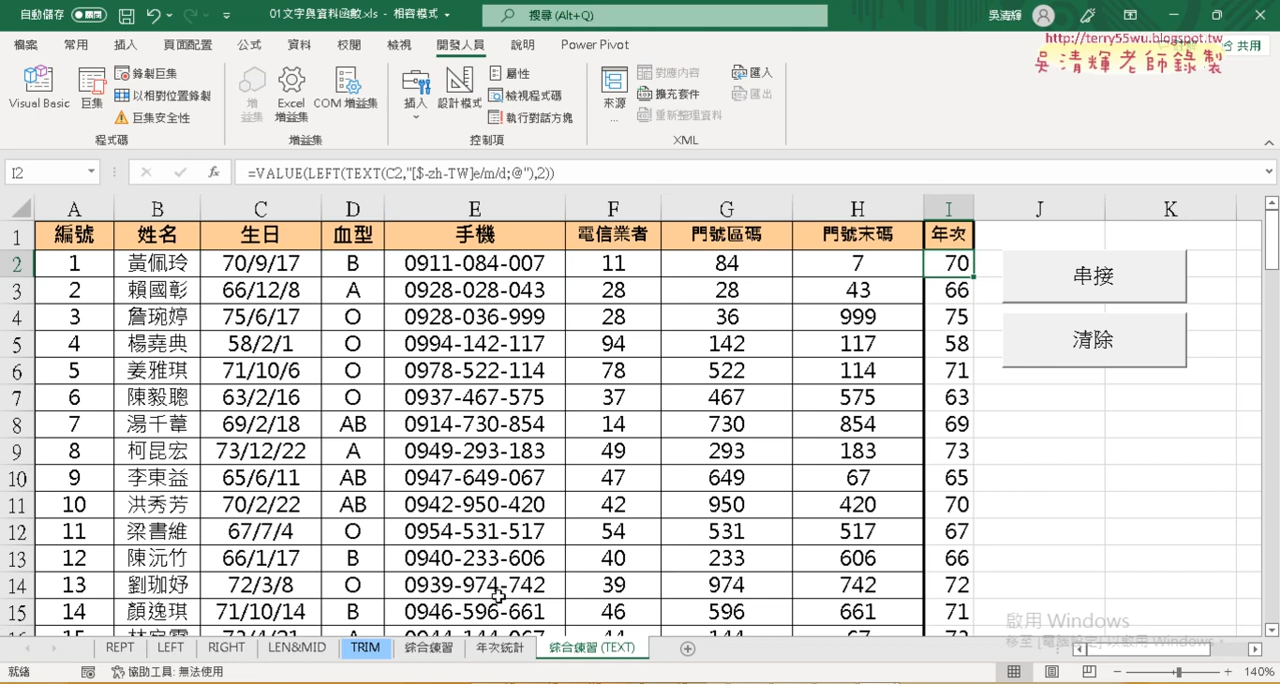 自動儲存 01文字與資料函數.xls - 相容模式 搜尋 (Alt+Q) 吳清輝
http://terry55wu.blogspot.tw
吳清輝老師錄製
檔案 常用 插入 頁面配置 公式 資料 校閱 檢視 開發人員 說明 Power Pivot 共用
Visual Basic 巨集 錄製巨集 以相對位置錄製 巨集安全性 程式碼
增益集 Excel 增益集 COM 增益集 增益集
插入 設計模式 屬性 檢視程式碼 執行對話方塊 控制項
來源 ... 對應內容 擴充套件 重新整理資料 匯入 匯出 XML
I2 fx =VALUE(LEFT(TEXT(C2,"[$-zh-TW]e/m/d;@"),2))
A B C D E F G H I J K
1 編號 姓名 生日 血型 手機 電信業者 門號區碼 門號末碼 年次
2 1 黃佩玲 70/9/17 B 0911-084-007 11 84 7 70
3 2 賴國彰 66/12/8 A 0928-028-043 28 28 43 66
4 3 詹琬婷 75/6/17 O 0928-036-999 28 36 999 75
5 4 楊堯典 58/2/1 O 0994-142-117 94 142 117 58
6 5 姜雅琪 71/10/6 O 0978-522-114 78 522 114 71
7 6 陳毅聰 63/2/16 O 0937-467-575 37 467 575 63
8 7 湯千葦 69/2/18 AB 0914-730-854 14 730 854 69
9 8 柯昆宏 73/12/22 A 0949-293-183 49 293 183 73
10 9 李東益 65/6/11 AB 0947-649-067 47 649 67 65
11 10 洪秀芳 70/2/22 AB 0942-950-420 42 950 420 70
12 11 梁書維 67/7/4 O 0954-531-517 54 531 517 67
13 12 陳沅竹 66/1/17 B 0940-233-606 40 233 606 66
14 13 劉珈妤 72/3/8 O 0939-974-742 39 974 742 72
15 14 顏逸琪 71/10/14 B 0946-596-661 46 596 661 71
串接
清除
啟用 Windows
移至 [電腦設定] 以啟用 Windows。
REPT LEFT RIGHT LEN&MID TRIM 綜合練習 年次統計 綜合練習 (TEXT)
就緒 協助工具: 無法使用 140%